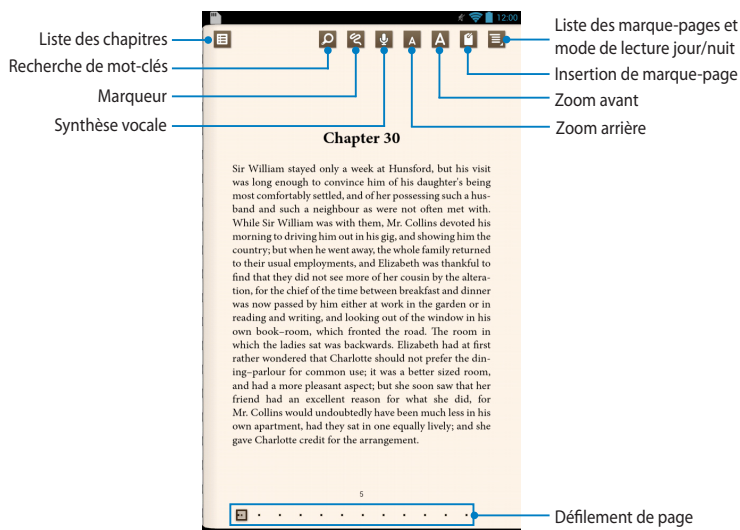 12:00
Liste des chapitres
Recherche de mot-clés
Marqueur
Synthèse vocale
Liste des marque-pages et
mode de lecture jour/nuit
Insertion de marque-page
Zoom avant
Zoom arrière
A
A
Chapter 30
Sir William stayed only a week at Hunsford, but his visit
was long enough to convince him of his daughter's being
most comfortably settled, and of her possessing such a hus-
band and such a neighbour as were not often met with.
While Sir William was with them, Mr. Collins devoted his
morning to driving him out in his gig, and showing him the
country; but when he went away, the whole family returned
to their usual employments, and Elizabeth was thankful to
find that they did not see more of her cousin by the altera-
tion, for the chief of the time between breakfast and dinner
was now passed by him either at work in the garden or in
reading and writing, and looking out of the window in his
own book–room, which fronted the road. The room in
which the ladies sat was backwards. Elizabeth had at first
rather wondered that Charlotte should not prefer the din-
ing–parlour for common use; it was a better sized room,
and had a more pleasant aspect; but she soon saw that her
friend had an excellent reason for what she did, for
Mr. Collins would undoubtedly have been much less in his
own apartment, had they sat in one equally lively; and she
gave Charlotte credit for the arrangement.
5
Défilement de page